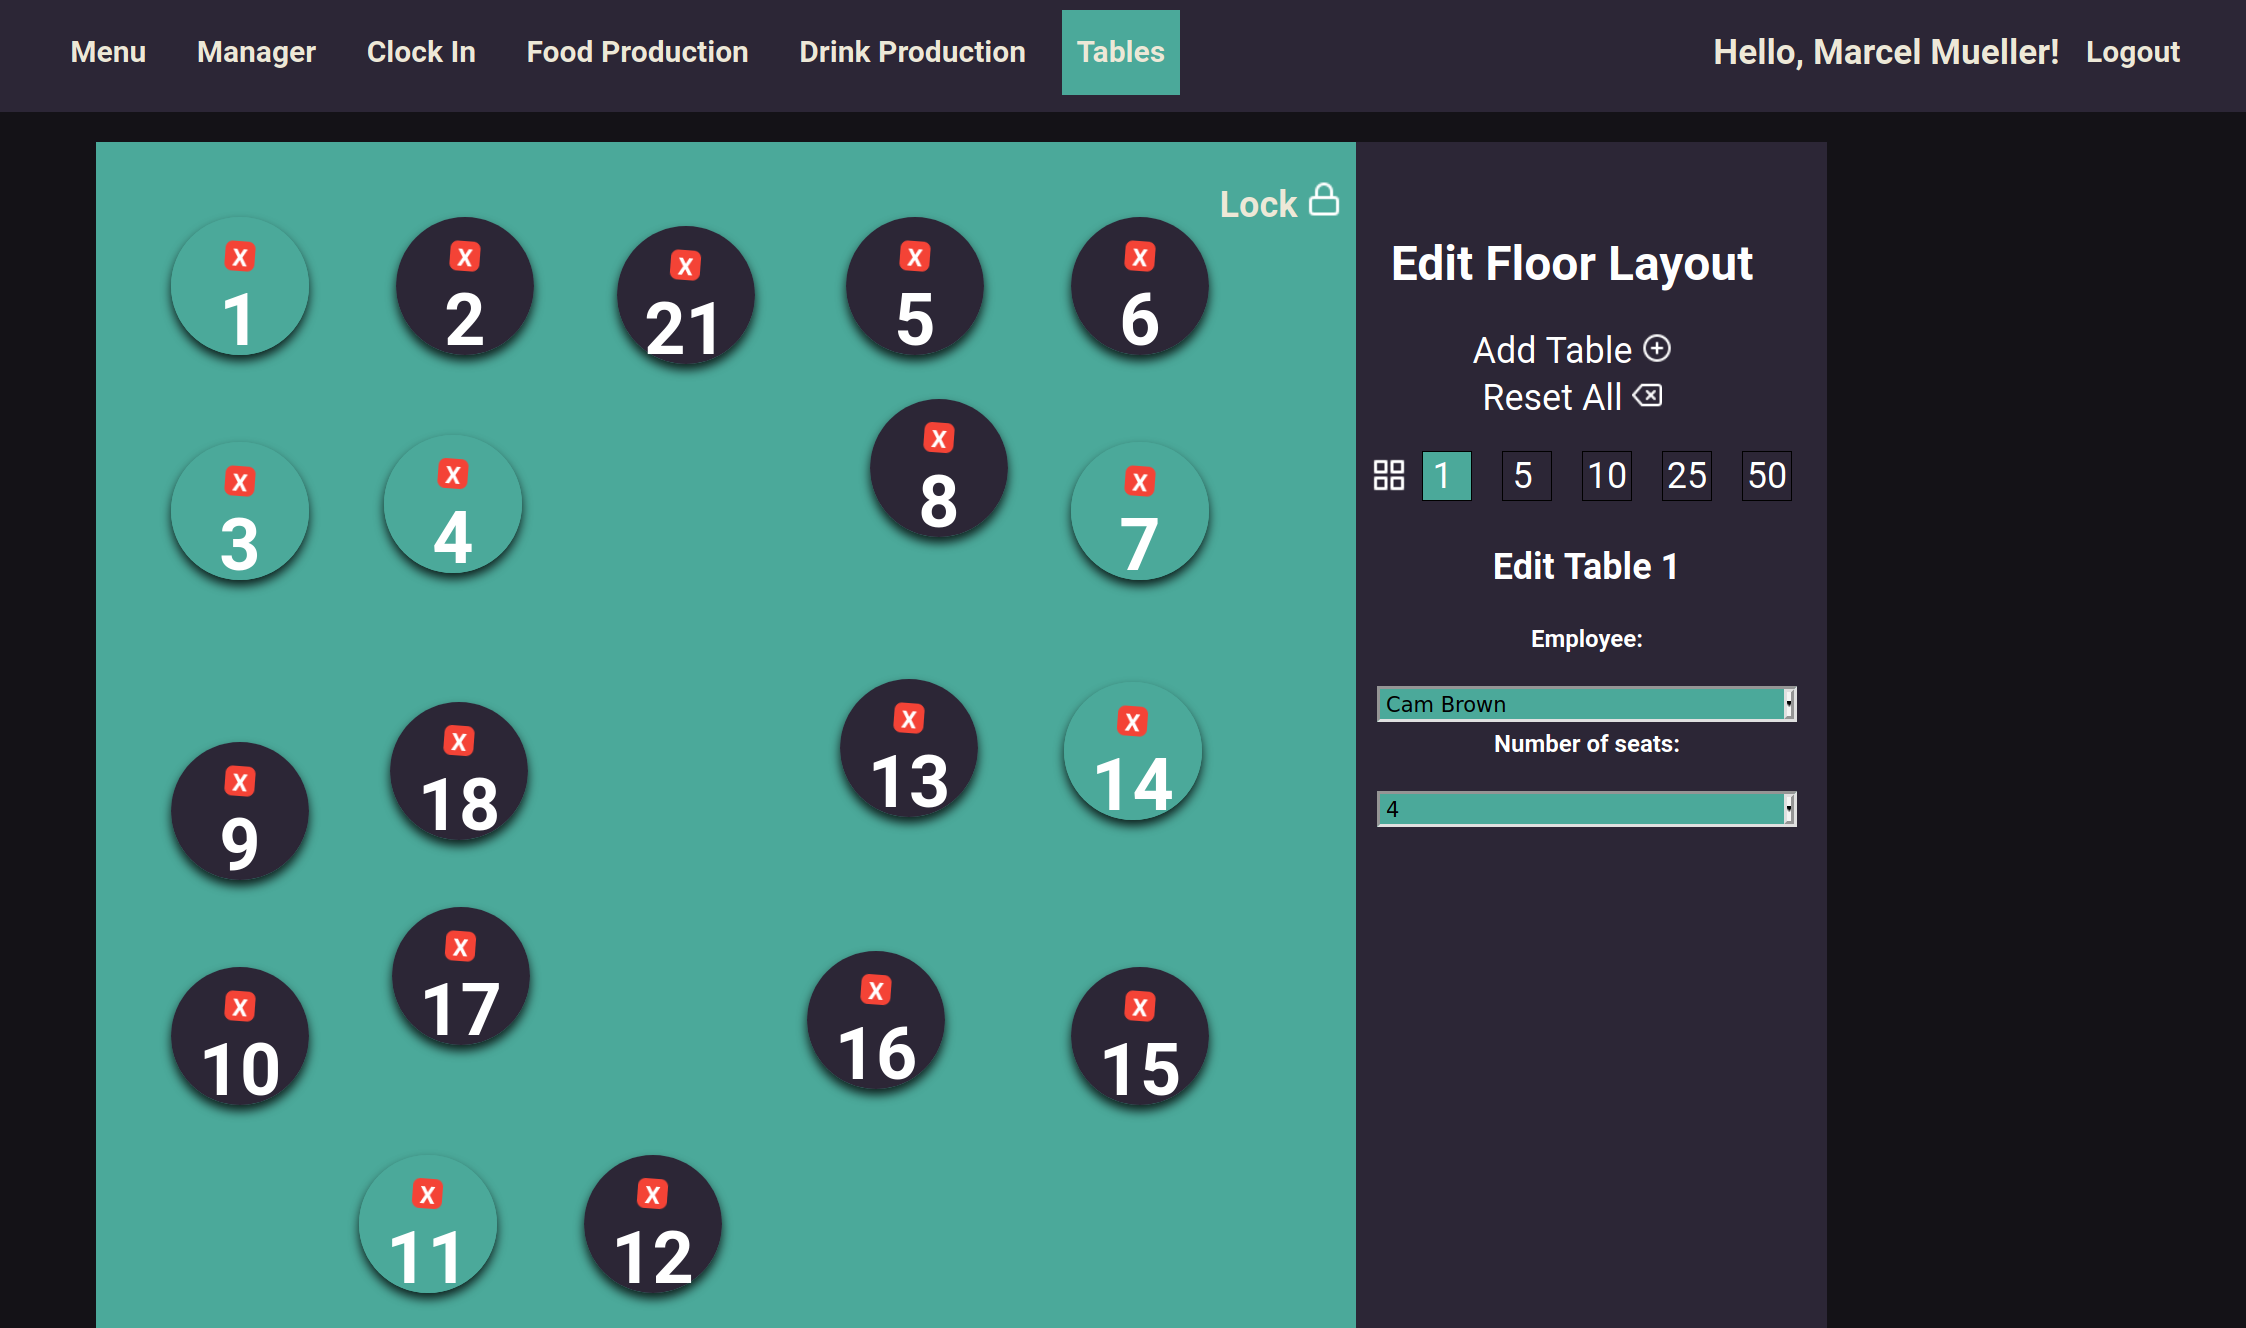 Menu Manager Clock In Food Production Drink Production Tables Hello, Marcel Mueller! Logout
Lock
X X X X X
1 2 21 5 6
X X X X
3 4 8 7
X X X X
9 18 13 14
X X X X
10 17 16 15
X X
11 12
Edit Floor Layout
Add Table
Reset All
1 5 10 25 50
Edit Table 1
Employee:
Cam Brown
Number of seats:
4